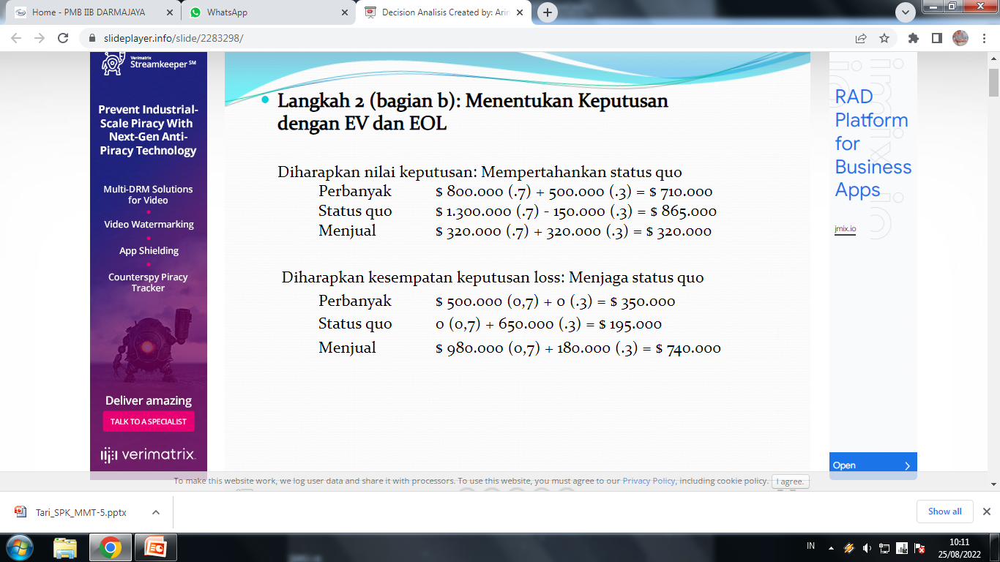 Home - PMB IIB DARMAJAYA
WhatsApp
Decision Analisis Created by: Arin
slideplayer.info/slide/2283298/
Verimatrix
Streamkeeper SM
Prevent Industrial-
Scale Piracy With
Next-Gen Anti-
Piracy Technology
Multi-DRM Solutions
for Video
Video Watermarking
App Shielding
Counterspy Piracy
Tracker
Deliver amazing
TALK TO A SPECIALIST
verimatrix
• Langkah 2 (bagian b): Menentukan Keputusan
dengan EV dan EOL
Diharapkan nilai keputusan: Mempertahankan status quo
Perbanyak $ 800.000 (.7) + 500.000 (.3) = $ 710.000
Status quo $ 1.300.000 (.7) - 150.000 (.3) = $ 865.000
Menjual $ 320.000 (.7) + 320.000 (.3) = $ 320.000
Diharapkan kesempatan keputusan loss: Menjaga status quo
Perbanyak $ 500.000 (0,7) + 0 (.3) = $ 350.000
Status quo 0 (0,7) + 650.000 (.3) = $ 195.000
Menjual $ 980.000 (0,7) + 180.000 (.3) = $ 740.000
RAD
Platform
for
Business
Apps
jmix.io
Open
To make this website work, we log user data and share it with processors. To use this website, you must agree to our Privacy Policy, including cookie policy. I agree.
Tari_SPK_MMT-5.pptx
Show all
IN
10:11
25/08/2022